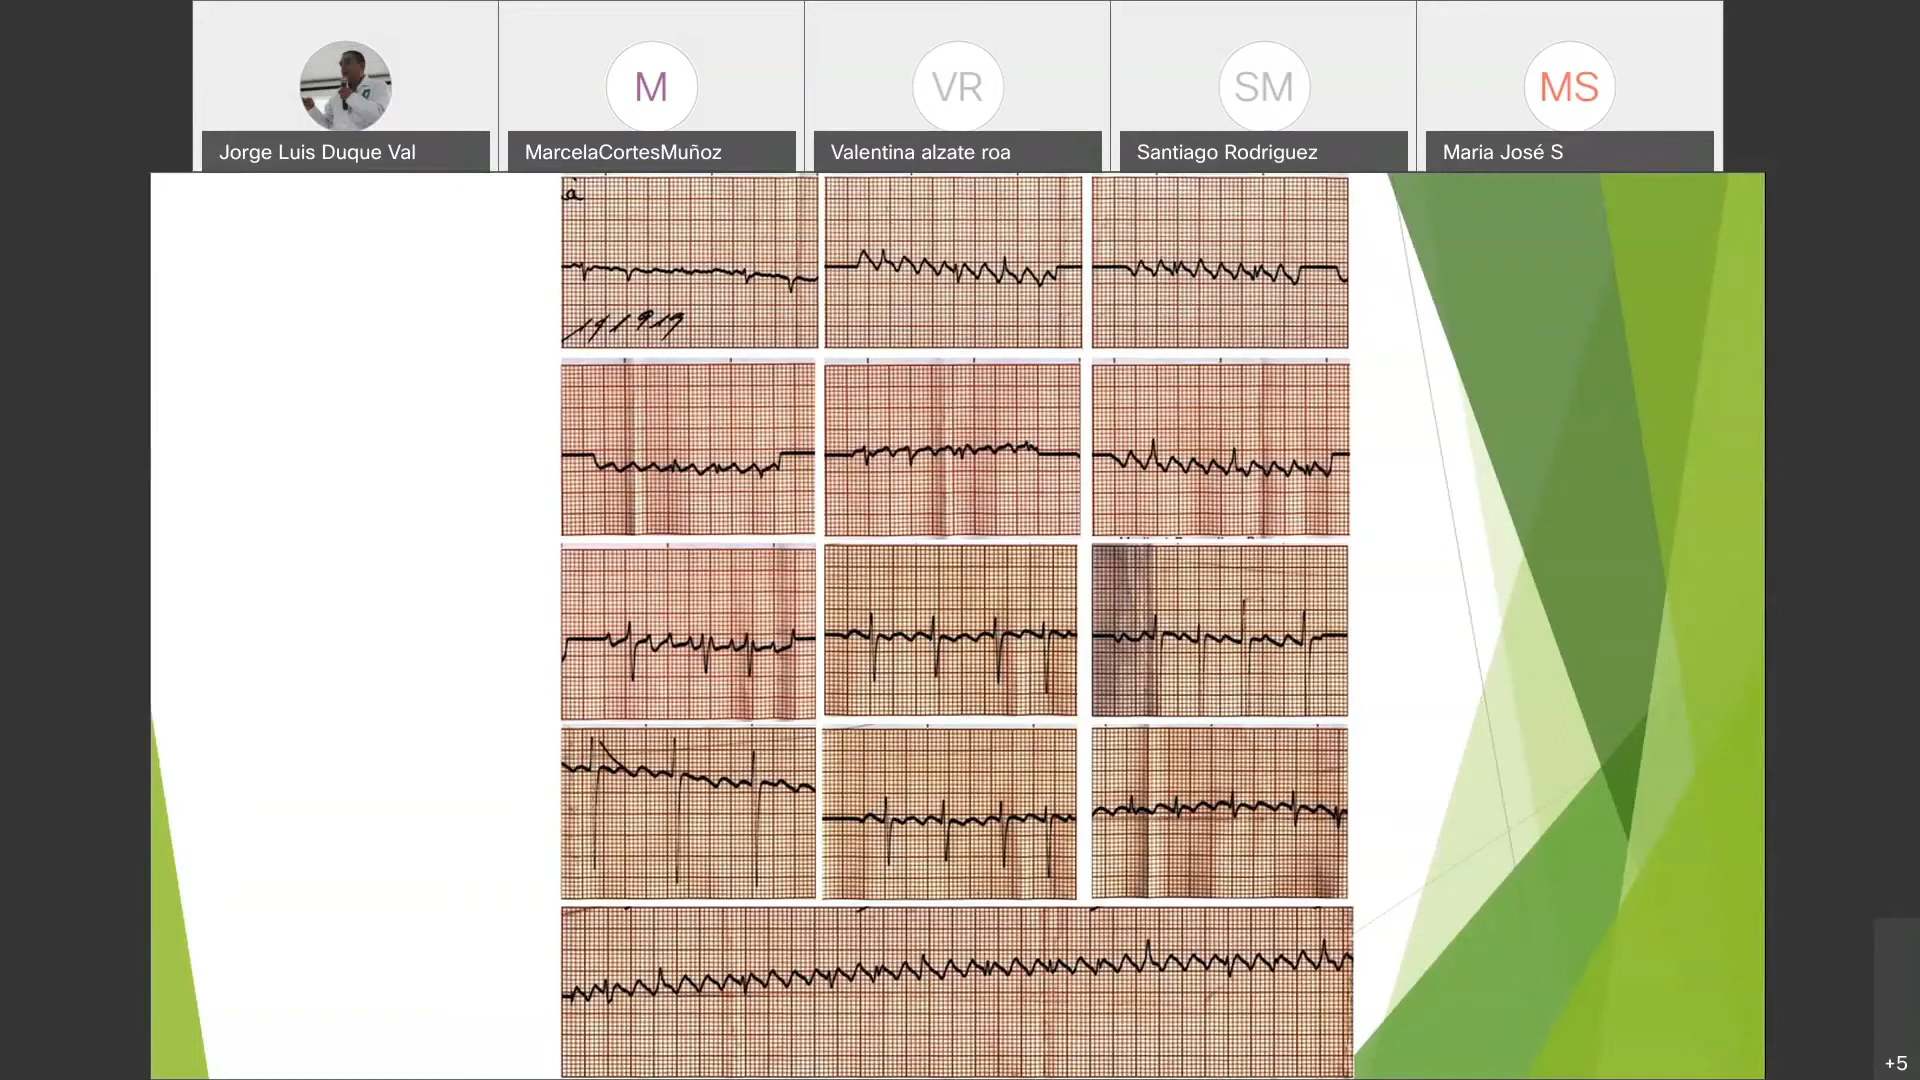 M
VR
SM
MS
Jorge Luis Duque Val
MarcelaCortesMuñoz
Valentina alzate roa
Santiago Rodriguez
Maria José S
a
+5